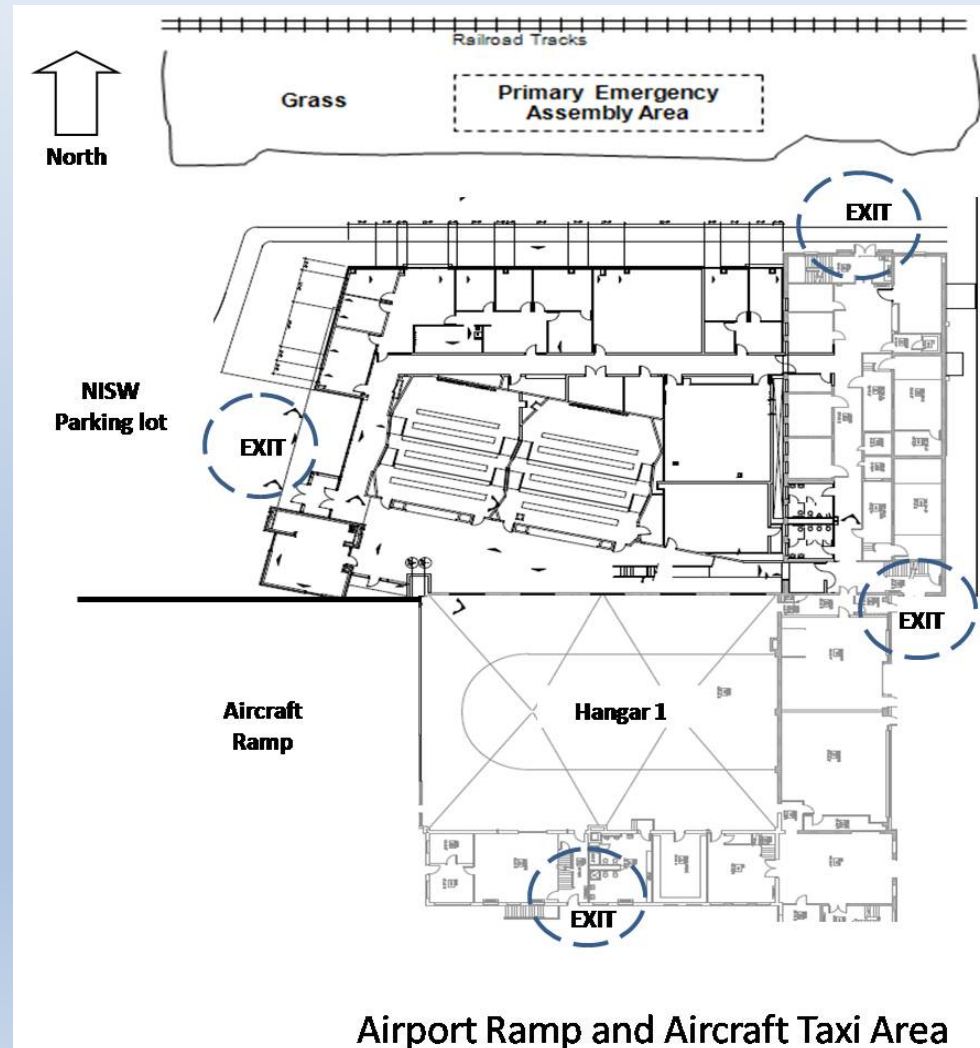 Railroad Tracks
Grass
Primary Emergency
Assembly Area
North
EXIT
NISW
Parking lot
EXIT
EXIT
Aircraft
Ramp
Hangar 1
EXIT
Airport Ramp and Aircraft Taxi Area